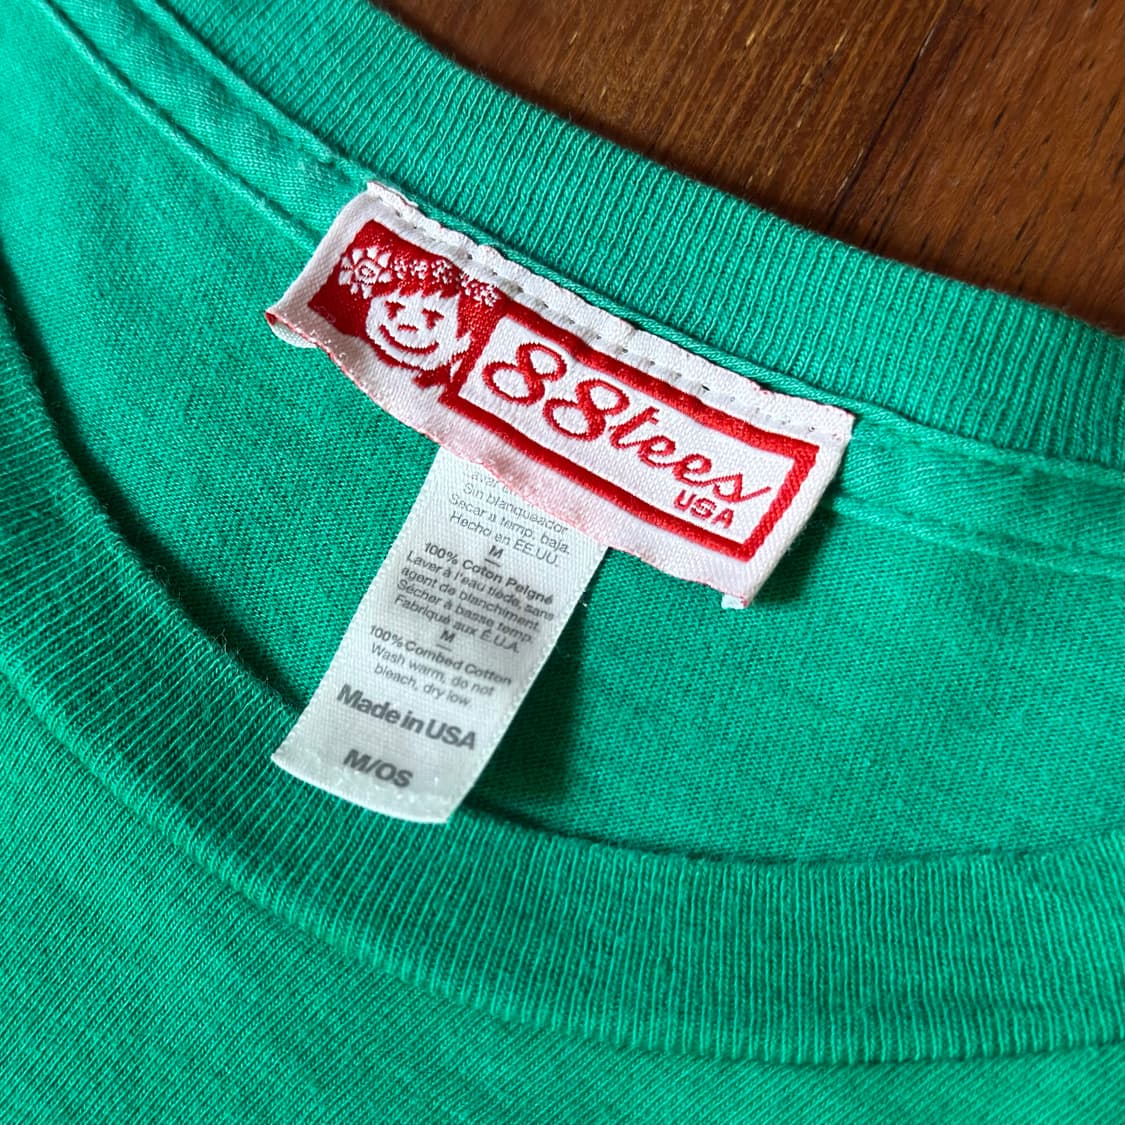 88tees
USA
Sin blanqueador
Secar a temp. baja.
Hecho en EE.UU.
M
100% Coton Peigné
Laver à l'eau tiède, sans
agent de blanchiment.
Sécher à basse temp.
Fabriqué aux É.U.A.
M
100% Combed Cotton
Wash warm, do not
bleach, dry low
Made in USA
M/OS